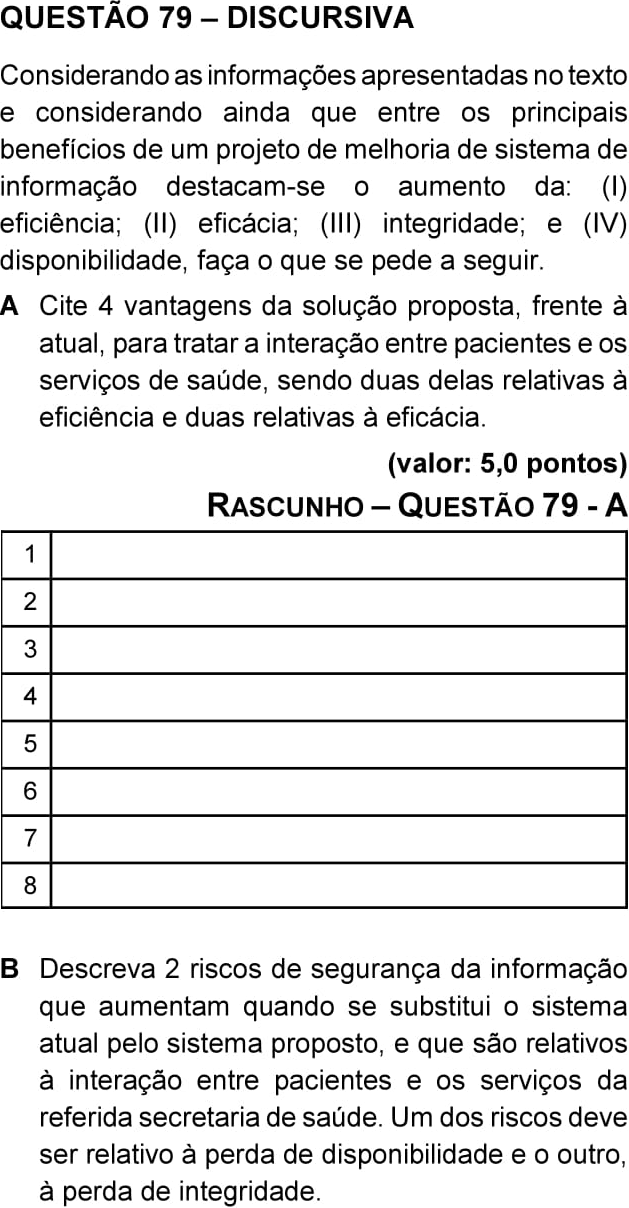 QUESTÃO 79 – DISCURSIVA
Considerando as informações apresentadas no texto
e considerando ainda que entre os principais
benefícios de um projeto de melhoria de sistema de
informação destacam-se o aumento da: (I)
eficiência; (II) eficácia; (III) integridade; e (IV)
disponibilidade, faça o que se pede a seguir.
A Cite 4 vantagens da solução proposta, frente à
atual, para tratar a interação entre pacientes e os
serviços de saúde, sendo duas delas relativas à
eficiência e duas relativas à eficácia.
(valor: 5,0 pontos)
RASCUNHO – QUESTÃO 79 - A
1
2
3
4
5
6
7
8
B Descreva 2 riscos de segurança da informação
que aumentam quando se substitui o sistema
atual pelo sistema proposto, e que são relativos
à interação entre pacientes e os serviços da
referida secretaria de saúde. Um dos riscos deve
ser relativo à perda de disponibilidade e o outro,
à perda de integridade.